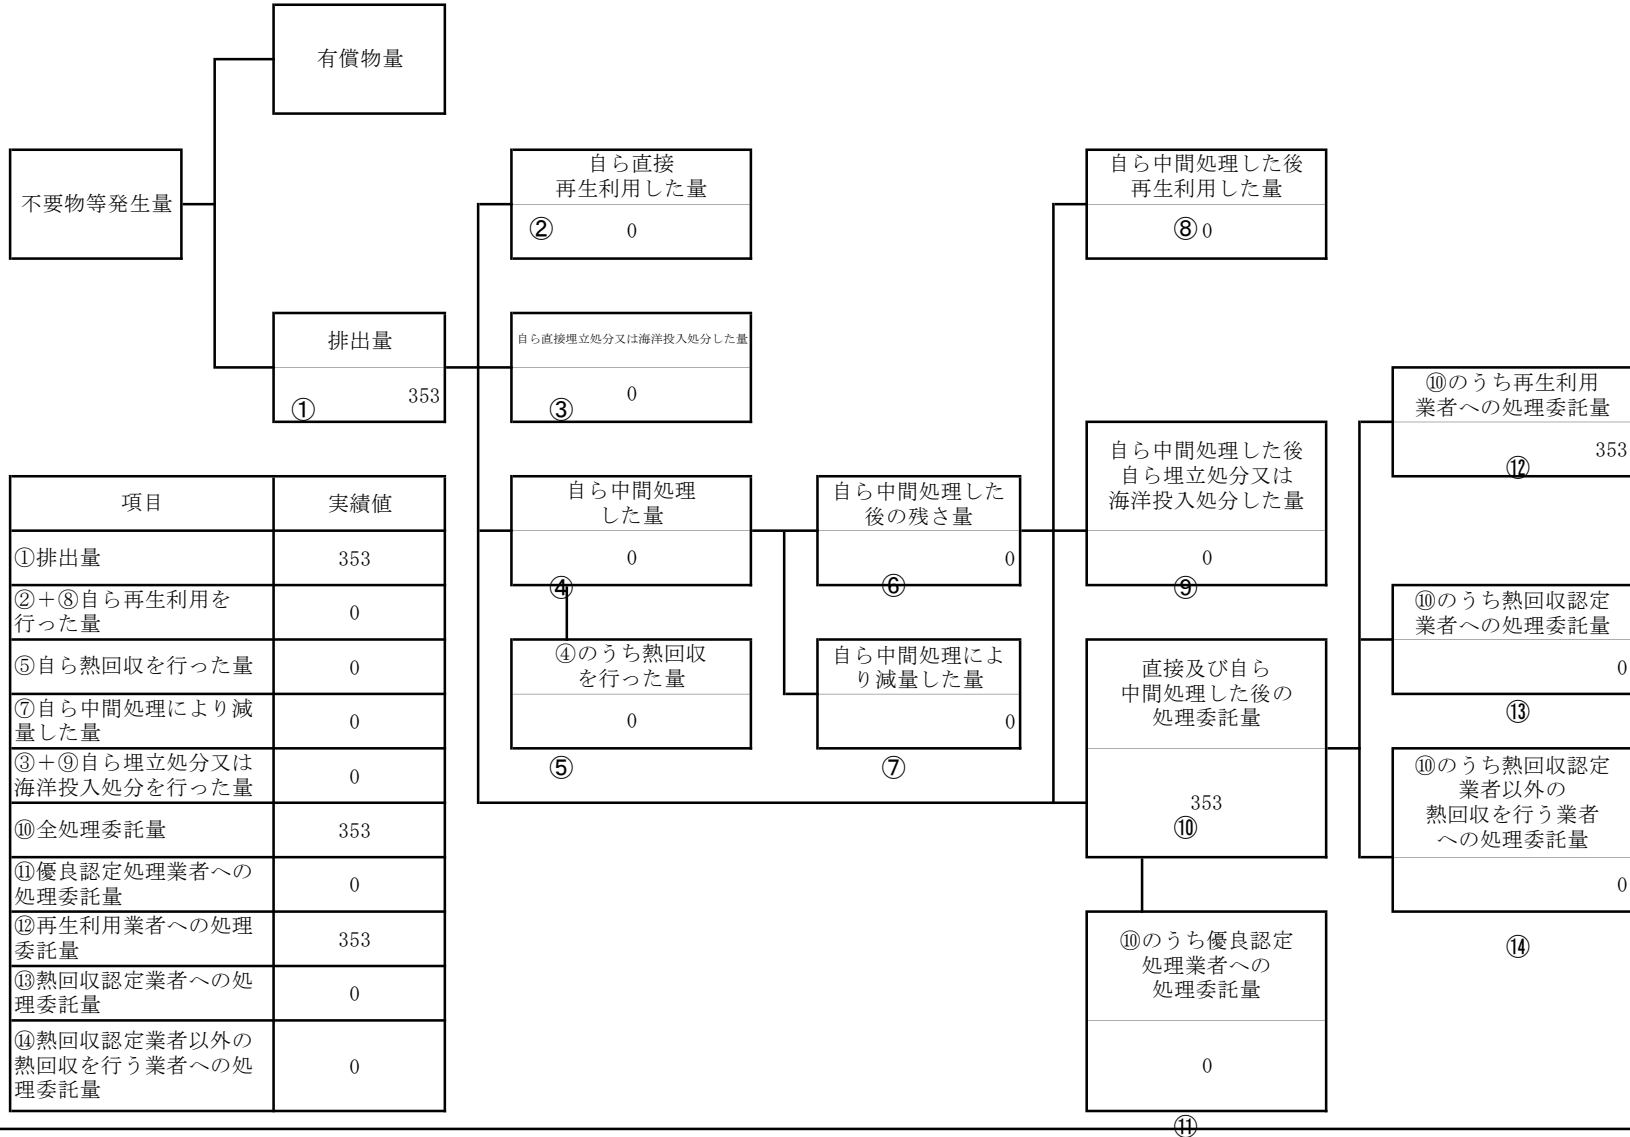 有償物量
不要物等発生量
自ら直接
再生利用した量
②
0
自ら中間処理した後
再生利用した量
⑧
0
排出量
①
353
自ら直接埋立処分又は海洋投入処分した量
0
③
⑩のうち再生利用
業者への処理委託量
353
⑫
自ら中間処理
した量
0
④
自ら中間処理した
後の残さ量
0
⑥
自ら中間処理した後
自ら埋立処分又は
海洋投入処分した量
0
⑨
⑩のうち熱回収認定
業者への処理委託量
0
⑬
④のうち熱回収
を行った量
0
⑤
自ら中間処理によ
り減量した量
0
⑦
直接及び自ら
中間処理した後の
処理委託量
353
⑩
⑩のうち熱回収認定
業者以外の
熱回収を行う業者
への処理委託量
0
⑭
⑩のうち優良認定
処理業者への
処理委託量
0
⑪
項目
実績値
①排出量
353
②＋⑧自ら再生利用を
行った量
0
⑤自ら熱回収を行った量
0
⑦自ら中間処理により減
量した量
0
③＋⑨自ら埋立処分又は
海洋投入処分を行った量
0
⑩全処理委託量
353
⑪優良認定処理業者への
処理委託量
0
⑫再生利用業者への処理
委託量
353
⑬熱回収認定業者への処
理委託量
0
⑭熱回収認定業者以外の
熱回収を行う業者への処
理委託量
0